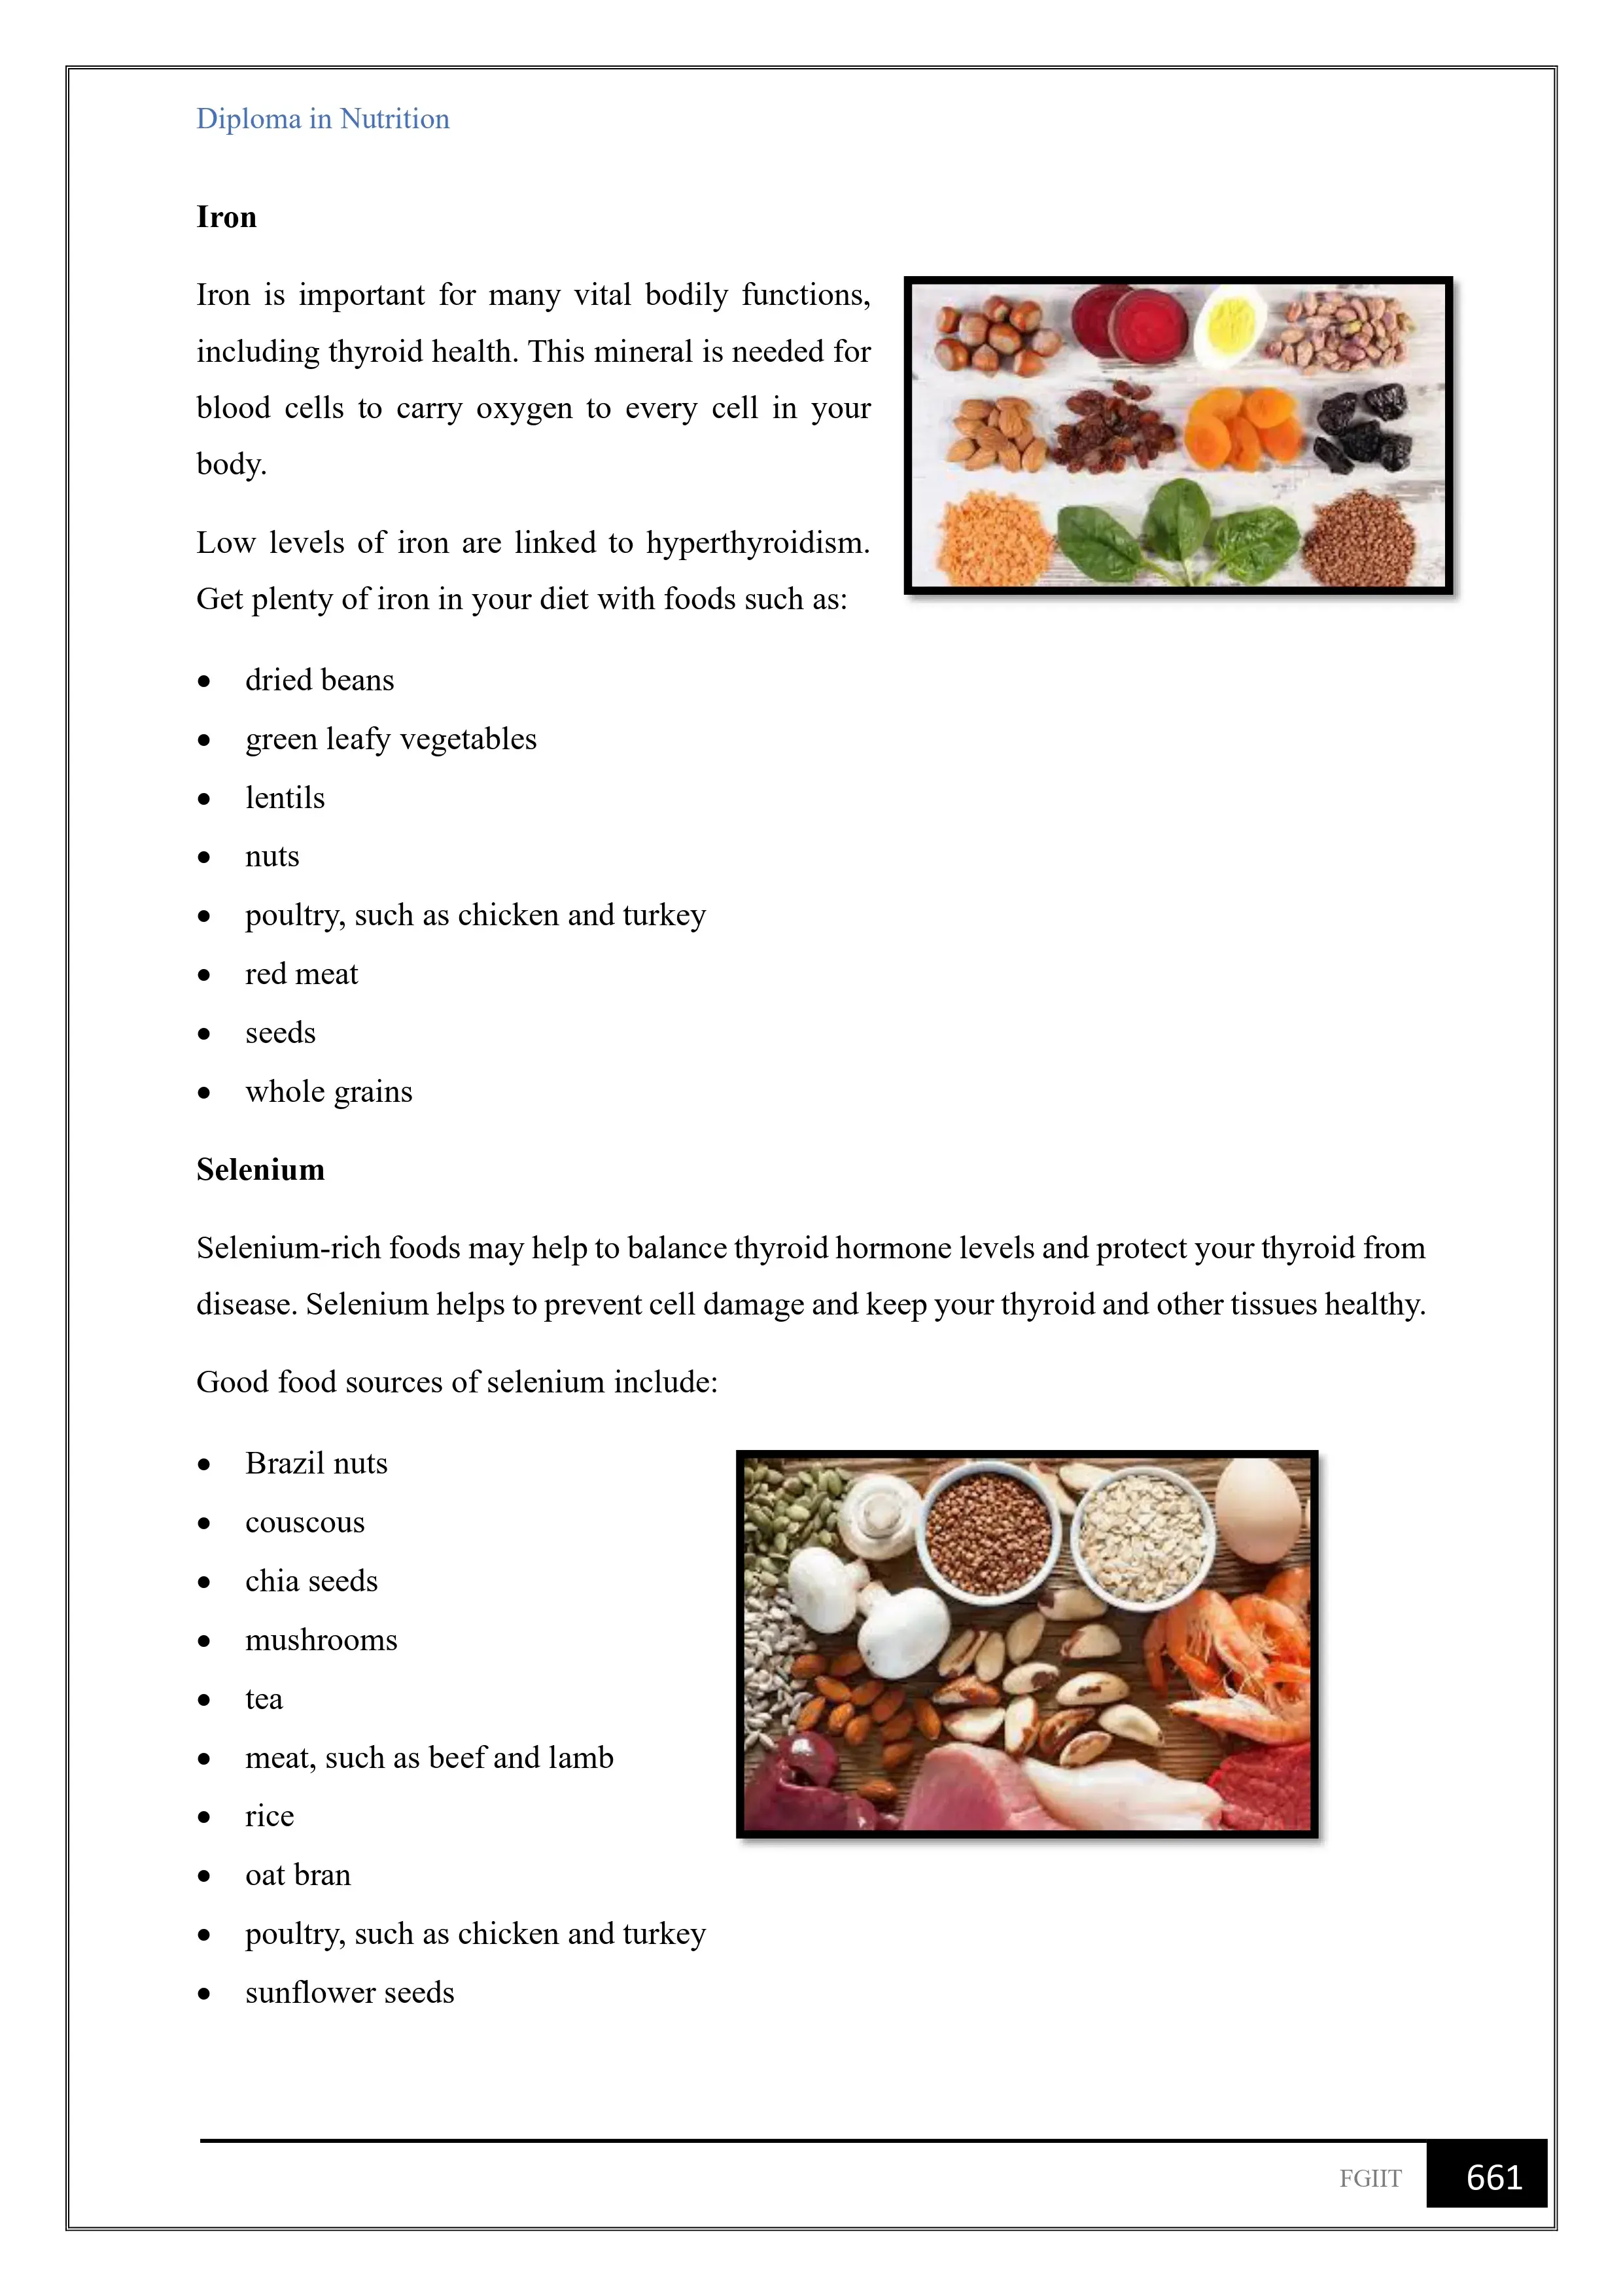 Diploma in Nutrition
Iron
Iron is important for many vital bodily functions,
including thyroid health. This mineral is needed for
blood cells to carry oxygen to every cell in your
body.
Low levels of iron are linked to hyperthyroidism.
Get plenty of iron in your diet with foods such as:
• dried beans
• green leafy vegetables
• lentils
• nuts
• poultry, such as chicken and turkey
• red meat
• seeds
• whole grains
Selenium
Selenium-rich foods may help to balance thyroid hormone levels and protect your thyroid from
disease. Selenium helps to prevent cell damage and keep your thyroid and other tissues healthy.
Good food sources of selenium include:
• Brazil nuts
• couscous
• chia seeds
• mushrooms
• tea
• meat, such as beef and lamb
• rice
• oat bran
• poultry, such as chicken and turkey
• sunflower seeds
FGIIT 661